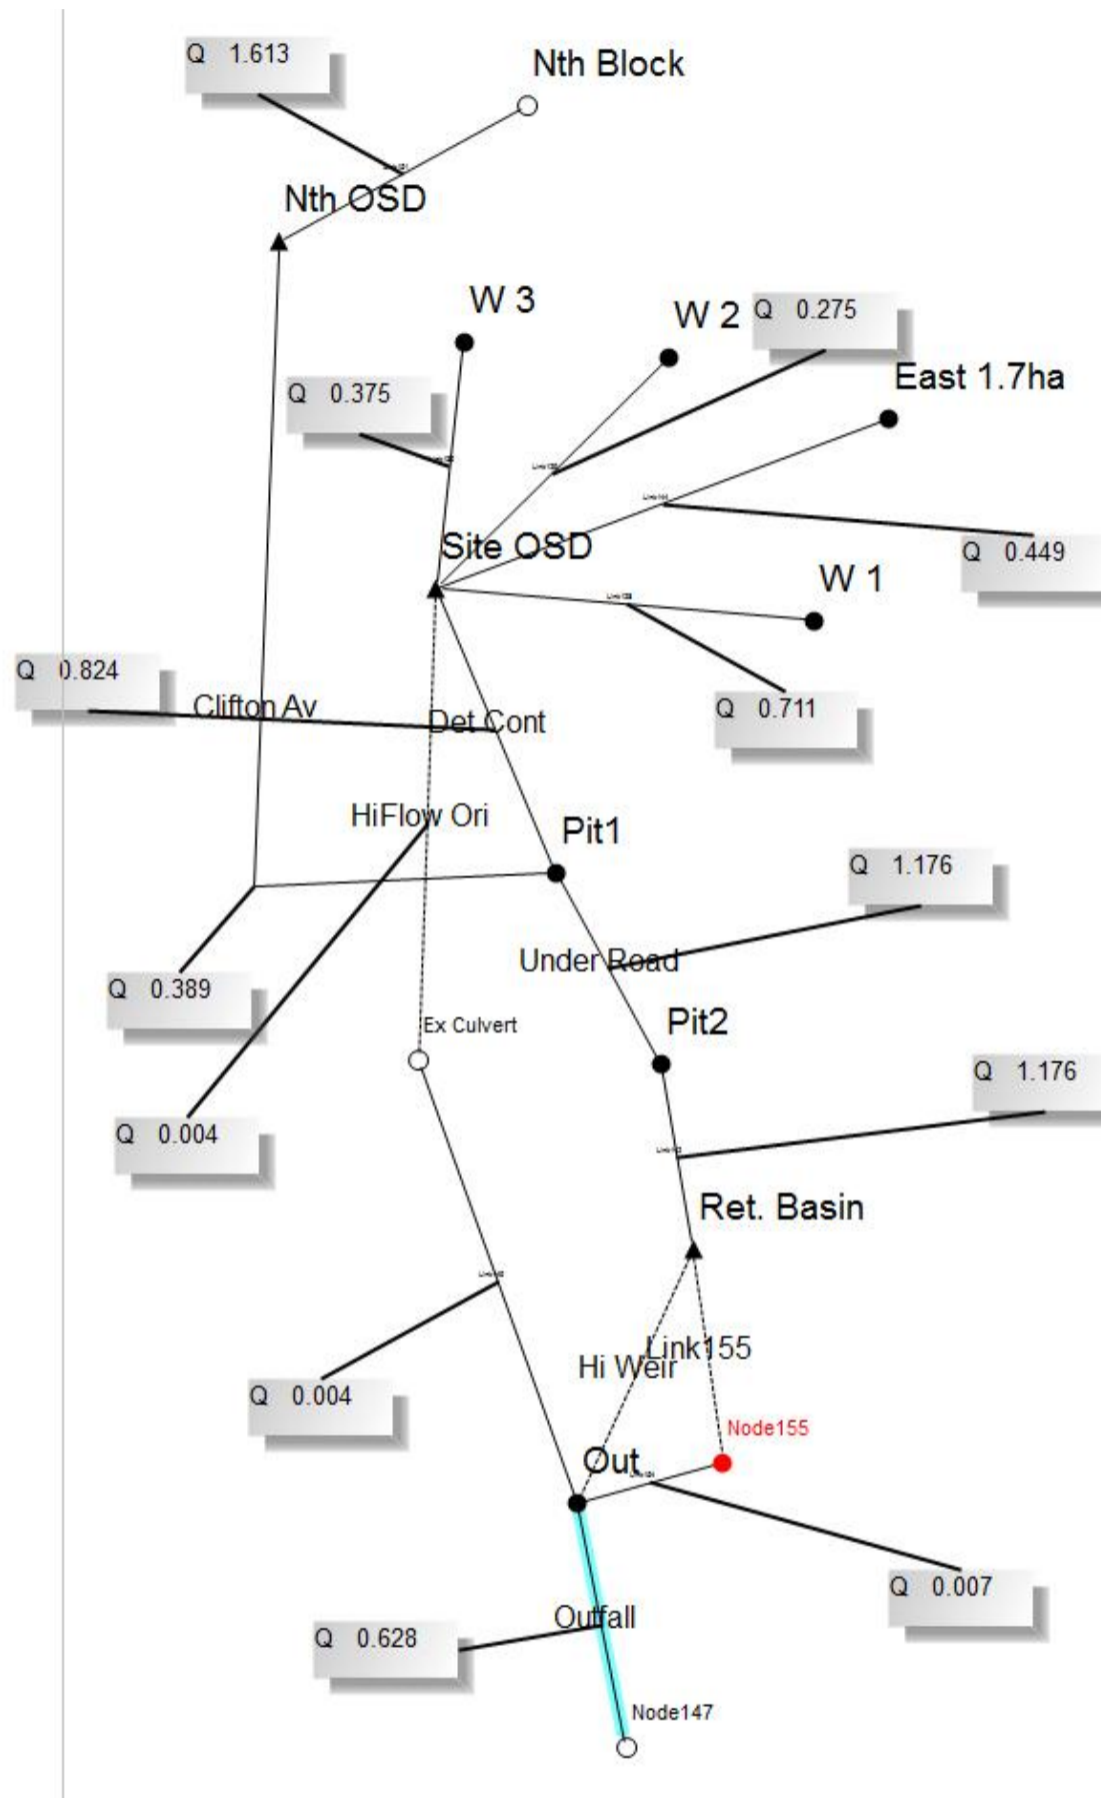 Q 1.613
Nth Block
Nth OSD
W 3
W 2
Q 0.275
East 1.7ha
Q 0.375
Site OSD
Q 0.449
W 1
Q 0.824
Clifton Av
Det Cont
Q 0.711
HiFlow Ori
Pit1
Q 1.176
Under Road
Q 0.389
Ex Culvert
Pit2
Q 1.176
Q 0.004
Ret. Basin
Link155
Hi Weir
Q 0.004
Node155
Out
Q 0.007
Outfall
Q 0.628
Node147